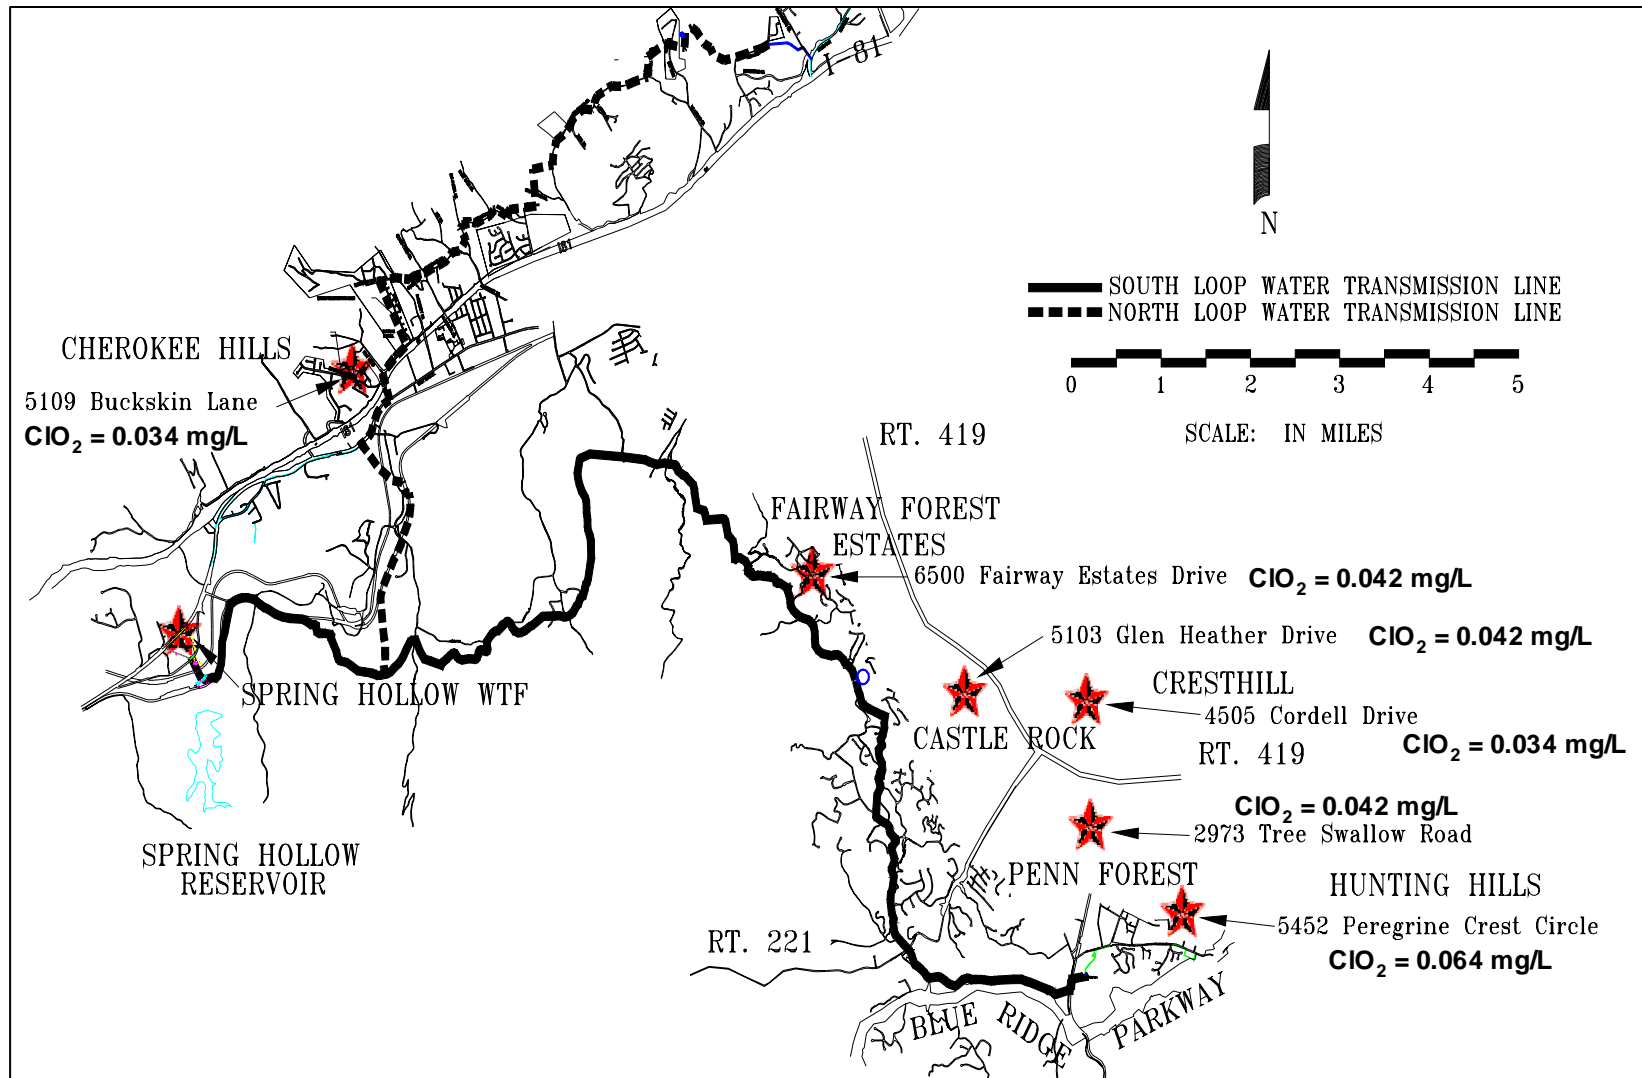 I-81
N
SOUTH LOOP WATER TRANSMISSION LINE
NORTH LOOP WATER TRANSMISSION LINE
0 1 2 3 4 5
SCALE: IN MILES
I81
CHEROKEE HILLS
5109 Buckskin Lane
ClO2 = 0.034 mg/L
I81
RT. 419
FAIRWAY FOREST
ESTATES
6500 Fairway Estates Drive
ClO2 = 0.042 mg/L
5103 Glen Heather Drive
ClO2 = 0.042 mg/L
SPRING HOLLOW WTF
CRESTHILL
4505 Cordell Drive
ClO2 = 0.034 mg/L
CASTLE ROCK
RT. 419
ClO2 = 0.042 mg/L
2973 Tree Swallow Road
SPRING HOLLOW
RESERVOIR
PENN FOREST
HUNTING HILLS
5452 Peregrine Crest Circle
ClO2 = 0.064 mg/L
RT. 221
BLUE RIDGE PARKWAY